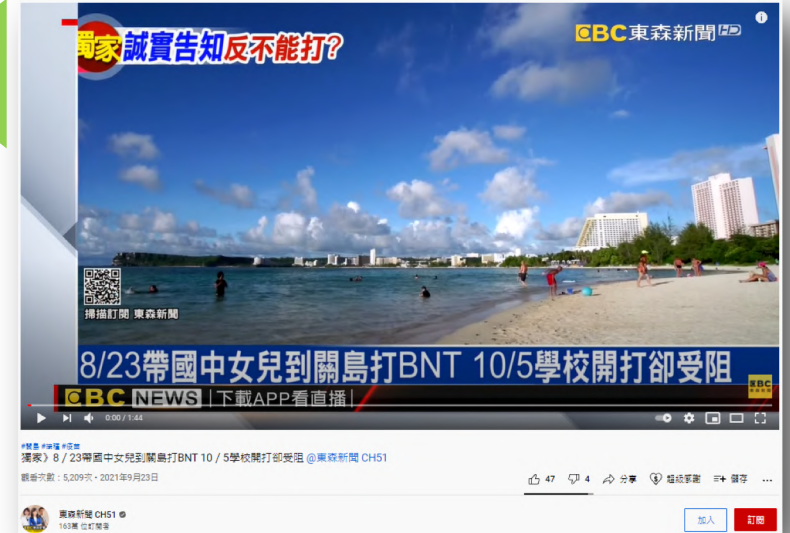 獨家 誠實告知反不能打?
EBC 東森新聞 HD
掃描訂閱 東森新聞
8/23帶國中女兒到關島打BNT 10/5學校開打卻受阻
EBC NEWS 下載APP看直播
EBC
0:00 / 1:44
#關島 #幸福 #疫苗
獨家》8/23帶國中女兒到關島打BNT 10/5學校開打卻受阻 @東森新聞 CH51
觀看次數：5,209次・2021年9月23日
47 4 分享 超級感謝 儲存 ...
東森新聞 CH51
163萬 位訂閱者
加入 訂閱